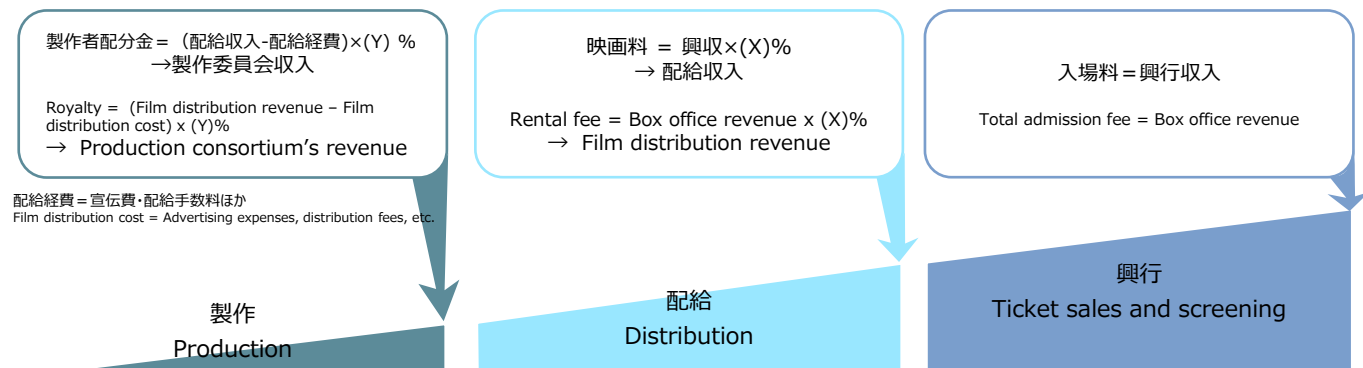 製作者配分金= (配給収入-配給経費)×(Y) %
→製作委員会収入
Royalty = (Film distribution revenue – Film
distribution cost) x (Y)%
→ Production consortium's revenue
配給経費=宣伝費・配給手数料ほか
Film distribution cost = Advertising expenses, distribution fees, etc.
製作
Production
映画料 = 興収×(X)%
→ 配給収入
Rental fee = Box office revenue x (X)%
→ Film distribution revenue
配給
Distribution
入場料=興行収入
Total admission fee = Box office revenue
興行
Ticket sales and screening